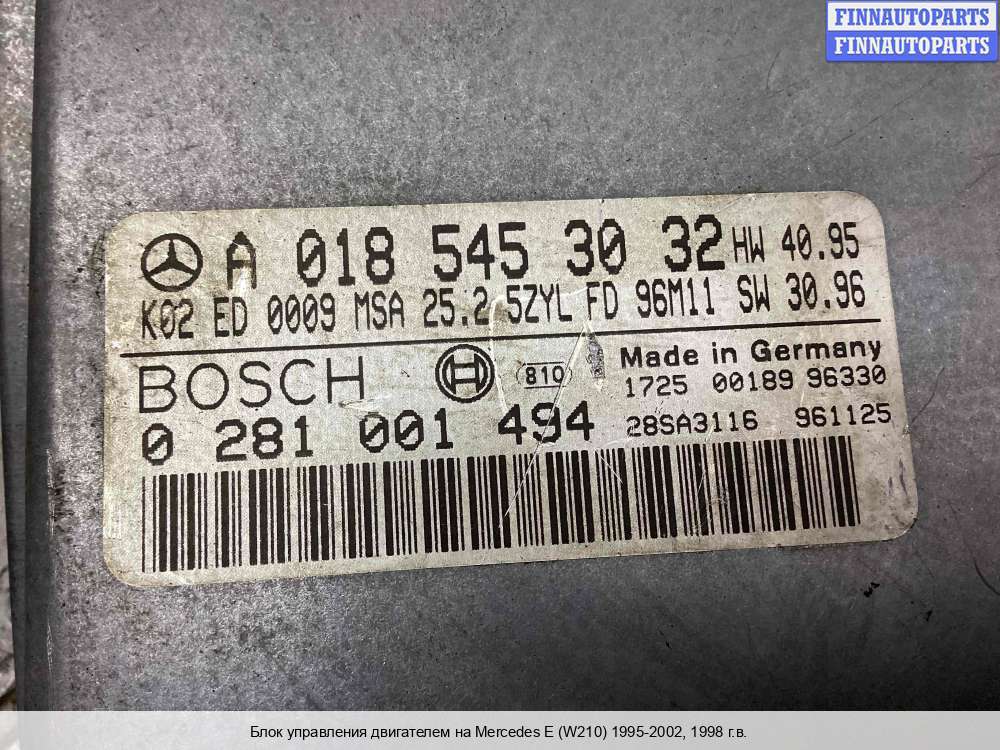 FINNAUTOPARTS
FINNAUTOPARTS
A 018 545 30 32 HW 40.95
K02 ED 0009 MSA 25.2 5ZYL FD 96M11 SW 30.96
BOSCH 810 Made in Germany
1725 00189 96330
0 281 001 494 28SA3116 961125
Блок управления двигателем на Mercedes E (W210) 1995-2002, 1998 г.в.